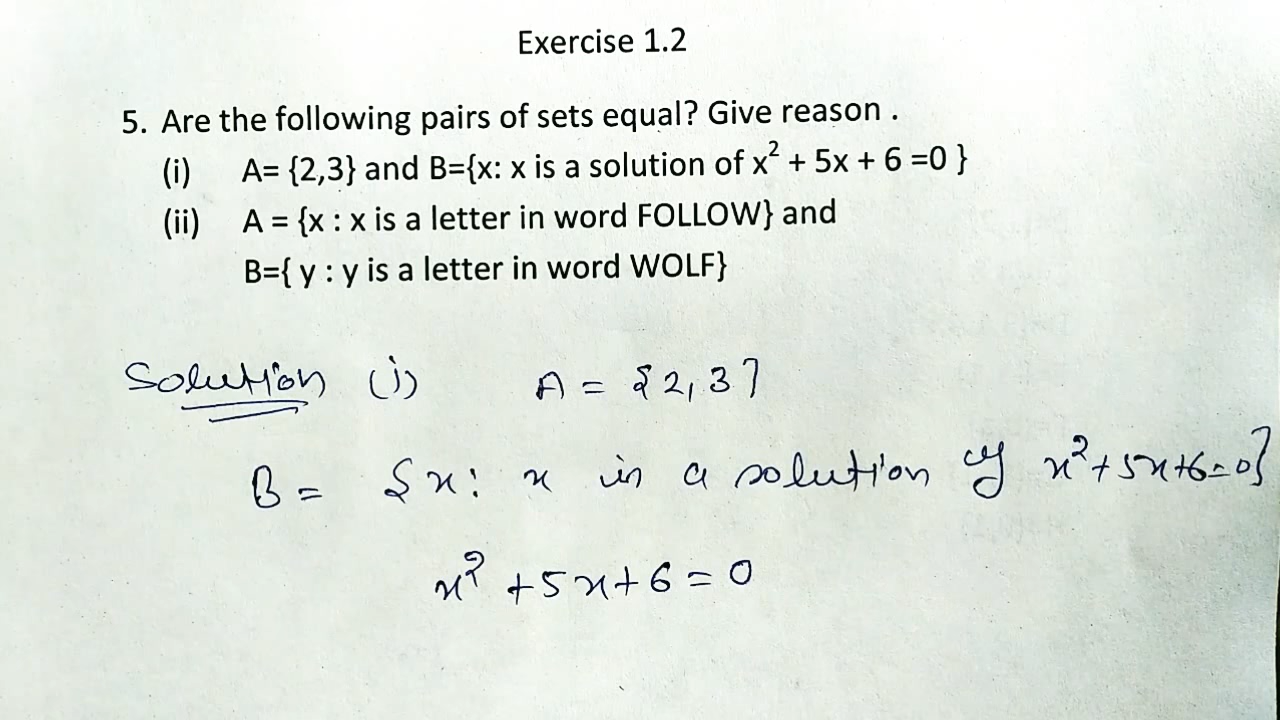 Exercise 1.2
5. Are the following pairs of sets equal? Give reason .
(i) A= {2,3} and B={x: x is a solution of x² + 5x + 6 =0 }
(ii) A = {x : x is a letter in word FOLLOW} and
B={ y : y is a letter in word WOLF}
Solution (i) A = {2,3}
B = {x: x is a solution of x²+5x+6=0}
x² +5x+6=0